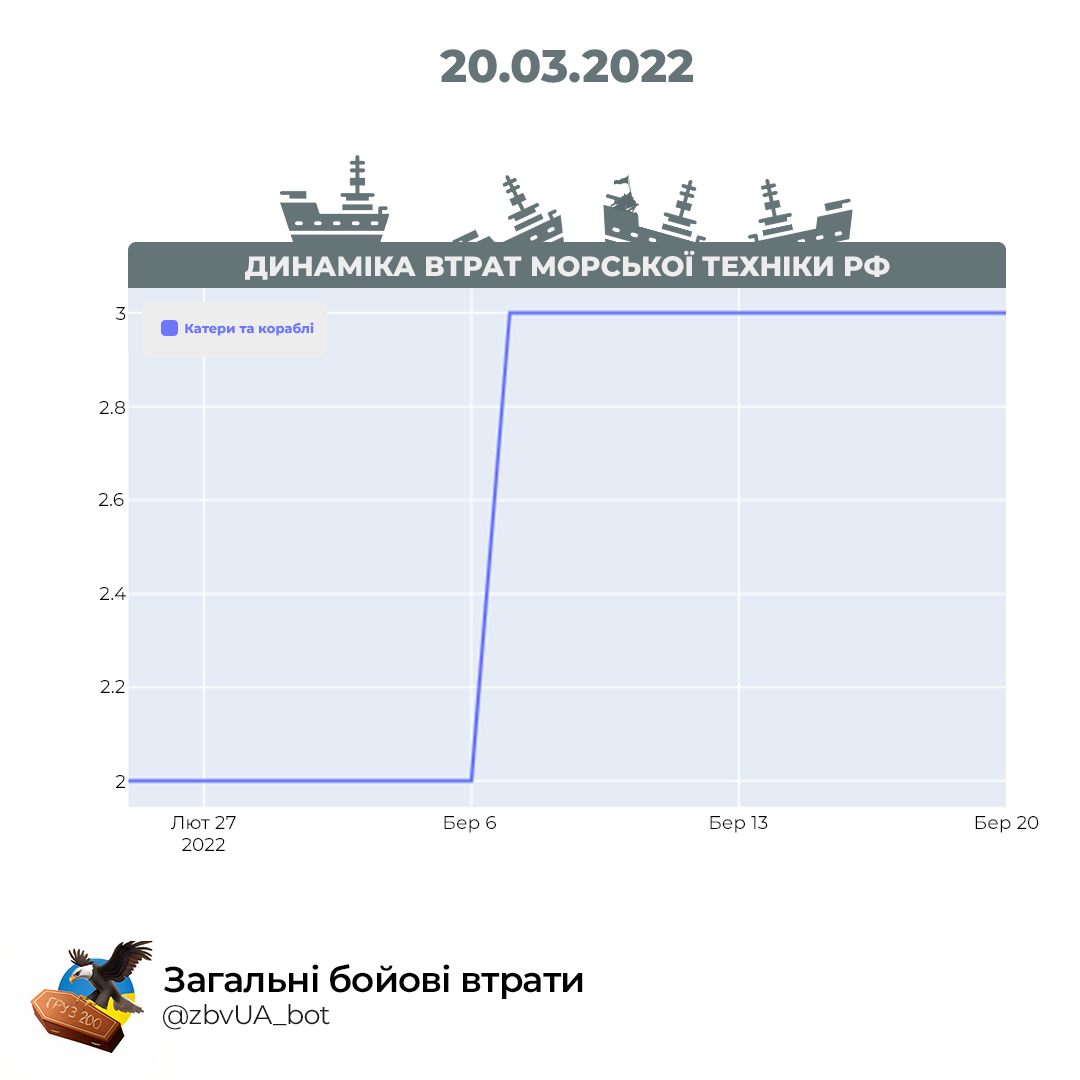 20.03.2022
ДИНАМІКА ВТРАТ МОРСЬКОЇ ТЕХНІКИ РФ
Катери та кораблі
3
2.8
2.6
2.4
2.2
2
Лют 27
2022
Бер 6
Бер 13
Бер 20
ГРУЗ 200
Загальні бойові втрати
@zbvUA_bot